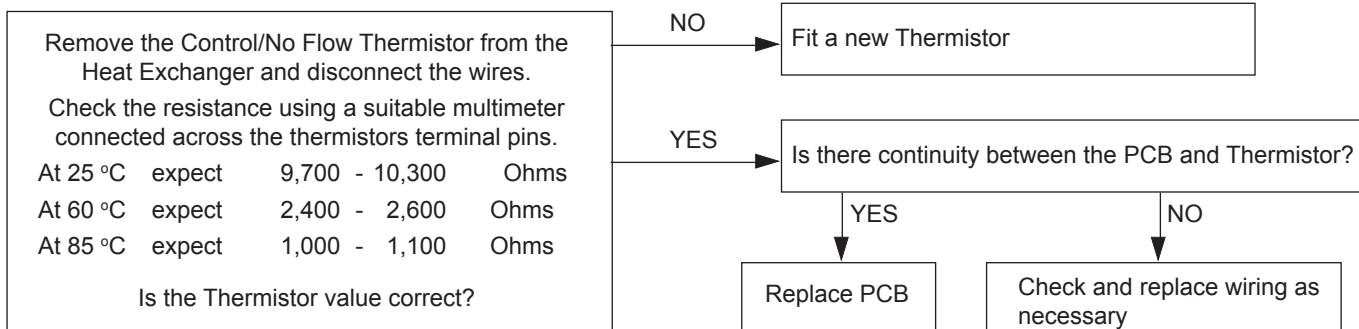 Remove the Control/No Flow Thermistor from the
Heat Exchanger and disconnect the wires.
Check the resistance using a suitable multimeter
connected across the thermistors terminal pins.
At 25 °C expect 9,700 - 10,300 Ohms
At 60 °C expect 2,400 - 2,600 Ohms
At 85 °C expect 1,000 - 1,100 Ohms
Is the Thermistor value correct?
NO
Fit a new Thermistor
YES
Is there continuity between the PCB and Thermistor?
YES
Replace PCB
NO
Check and replace wiring as
necessary